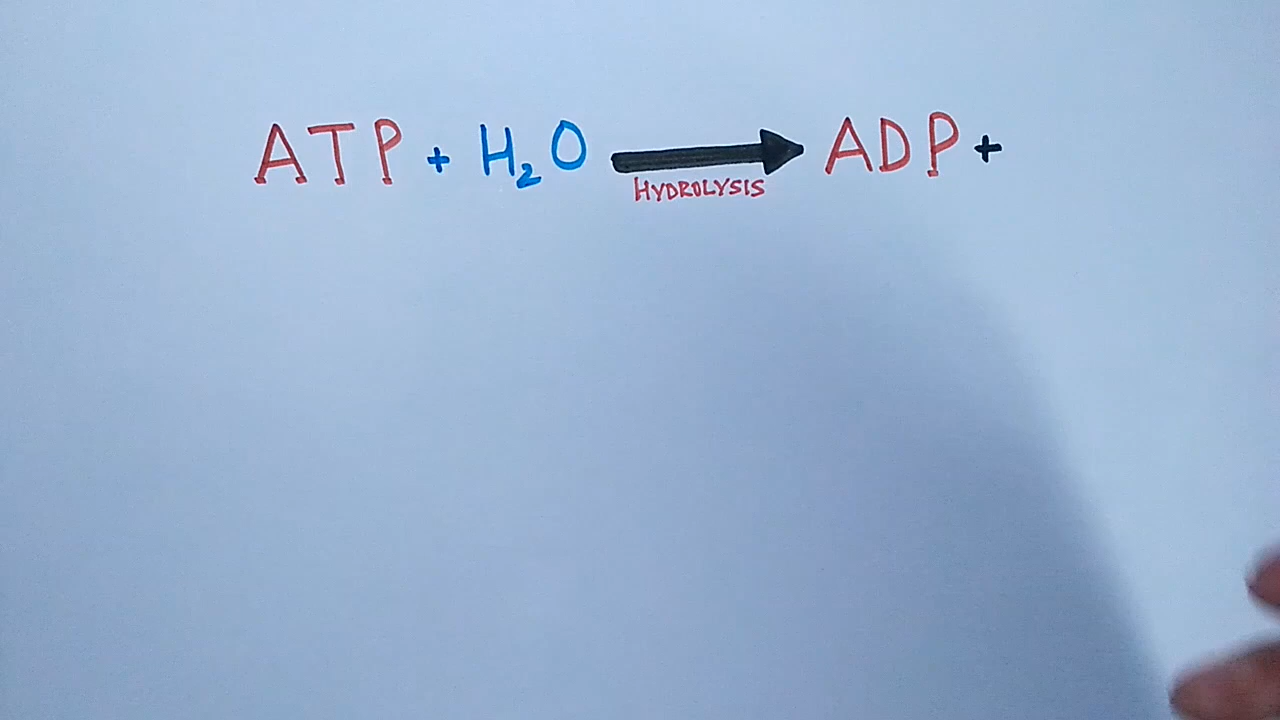 ATP + H₂O → ADP +
HYDROLYSIS